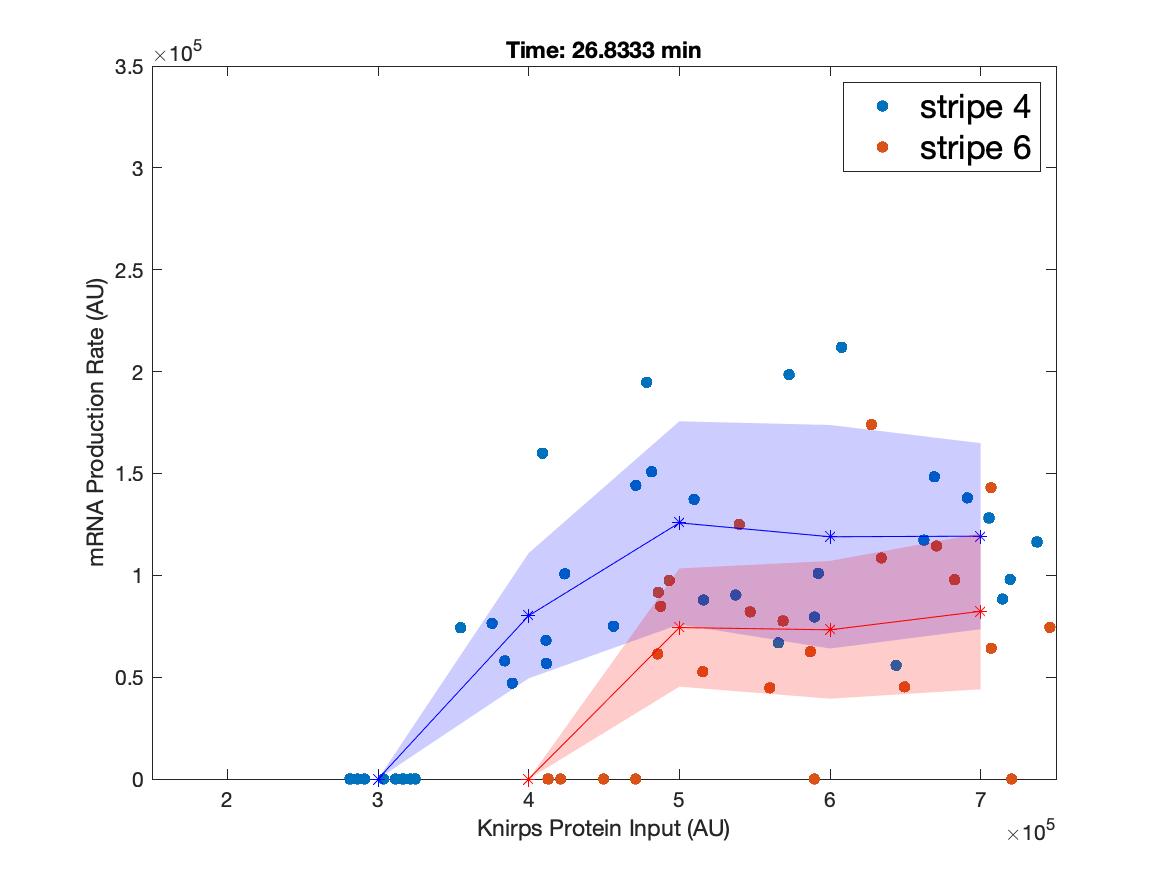 Time: 26.8333 min
×10^5
3.5
3
2.5
2
1.5
1
0.5
0
mRNA Production Rate (AU)
stripe 4
stripe 6
2 3 4 5 6 7
Knirps Protein Input (AU)
×10^5